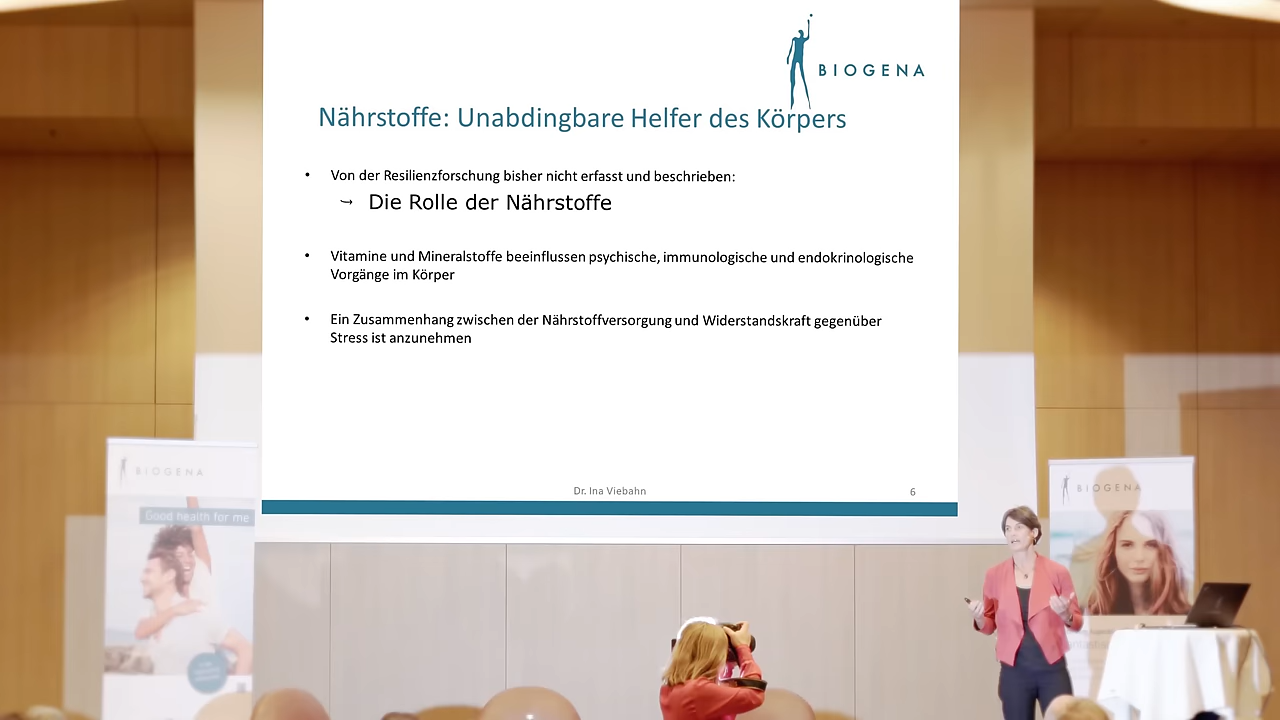 BIOGENA
Nährstoffe: Unabdingbare Helfer des Körpers
• Von der Resilienzforschung bisher nicht erfasst und beschrieben:
⤷ Die Rolle der Nährstoffe
• Vitamine und Mineralstoffe beeinflussen psychische, immunologische und endokrinologische
Vorgänge im Körper
• Ein Zusammenhang zwischen der Nährstoffversorgung und Widerstandskraft gegenüber
Stress ist anzunehmen
Dr. Ina Viebahn
6
BIOGENA
Good health for me
BIOGENA